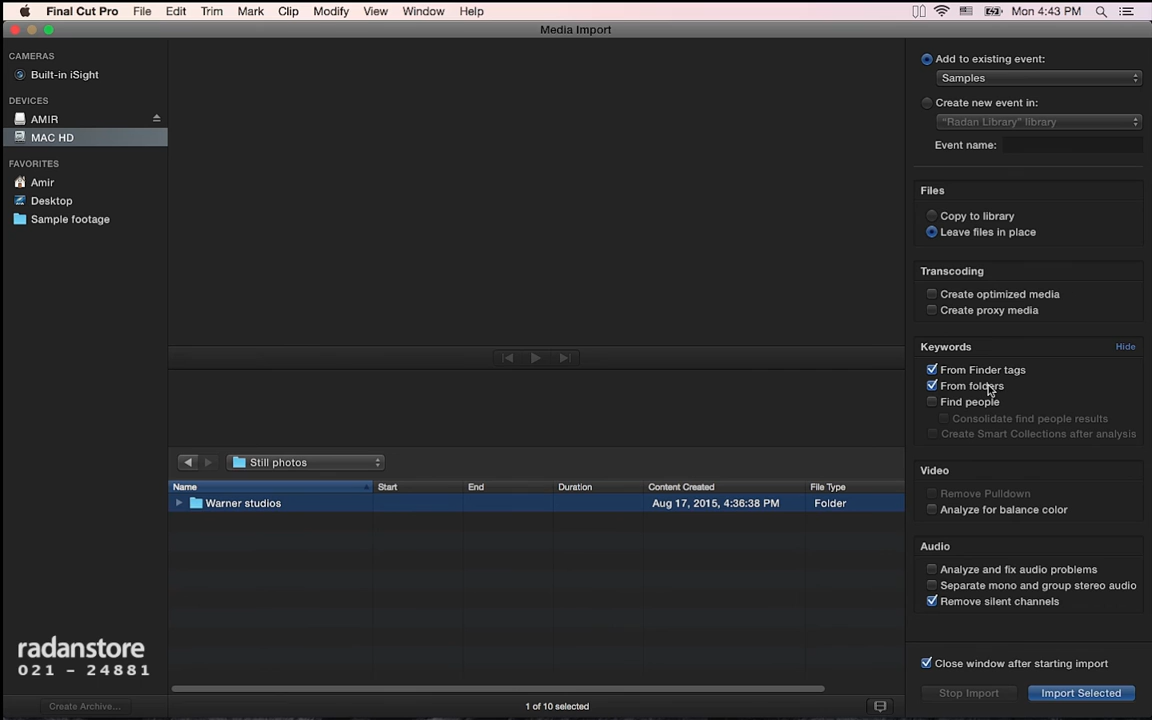 Final Cut Pro File Edit Trim Mark Clip Modify View Window Help Mon 4:43 PM
Media Import
CAMERAS
Built-in iSight
DEVICES
AMIR
MAC HD
FAVORITES
Amir
Desktop
Sample footage
Still photos
Name Start End Duration Content Created File Type
Warner studios Aug 17, 2015, 4:36:38 PM Folder
radanstore
021 - 24881
Create Archive...
1 of 10 selected
Add to existing event:
Samples
Create new event in:
“Radan Library” library
Event name:
Files
Copy to library
Leave files in place
Transcoding
Create optimized media
Create proxy media
Keywords Hide
From Finder tags
From folders
Find people
Consolidate find people results
Create Smart Collections after analysis
Video
Remove Pulldown
Analyze for balance color
Audio
Analyze and fix audio problems
Separate mono and group stereo audio
Remove silent channels
Close window after starting import
Stop Import Import Selected